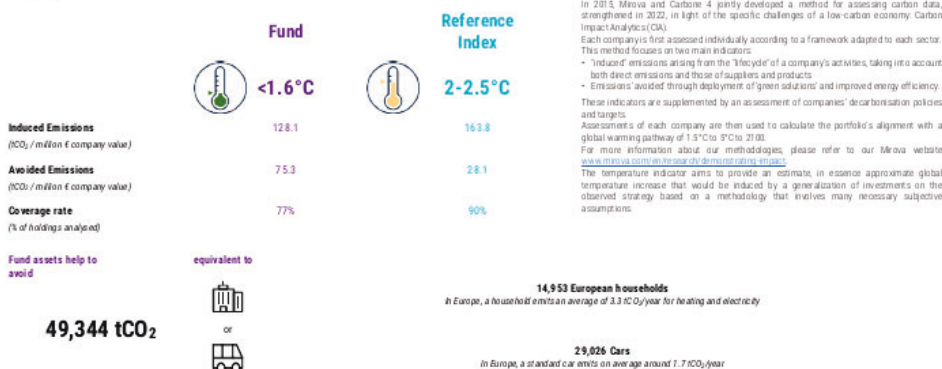 Fund
Reference
Index
<1.6°C
2-2.5°C
Induced Emissions
128.1
163.8
(tCO₂ / million € company value)
Avoided Emissions
75.3
28.1
(tCO₂ / million € company value)
Coverage rate
77%
90%
(% of holdings analysed)
In 2015, Mirova and Carbone 4 jointly developed a method for assessing carbon data,
strengthened in 2022, in light of the specific challenges of a low-carbon economy: Carbon
Impact Analytics (CIA).
Each company is first assessed individually according to a framework adapted to each sector.
This method focuses on two main indicators:
• "Induced" emissions arising from the "lifecycle" of a company's activities, taking into account
both direct emissions and those of suppliers and products
• Emissions 'avoided' through deployment of 'green solutions' and improved energy efficiency.
These indicators are supplemented by an assessment of companies' decarbonisation policies
and targets.
Assessments of each company are then used to calculate the portfolio's alignment with a
global warming pathway of 1.5°C to 5°C to 2100.
For more information about our methodologies, please refer to our Mirova website
www.mirova.com/en/research/demonstrating-impact.
The temperature indicator aims to provide an estimate, in essence approximate global
temperature increase that would be induced by a generalization of investments on the
observed strategy based on a methodology that involves many necessary subjective
assumptions.
Fund assets help to
avoid
equivalent to
49,344 tCO₂
or
14,953 European households
In Europe, a household emits an average of 3.3 tCO₂/year for heating and electricity
29,026 Cars
In Europe, a standard car emits on average around 1.7 tCO₂/year